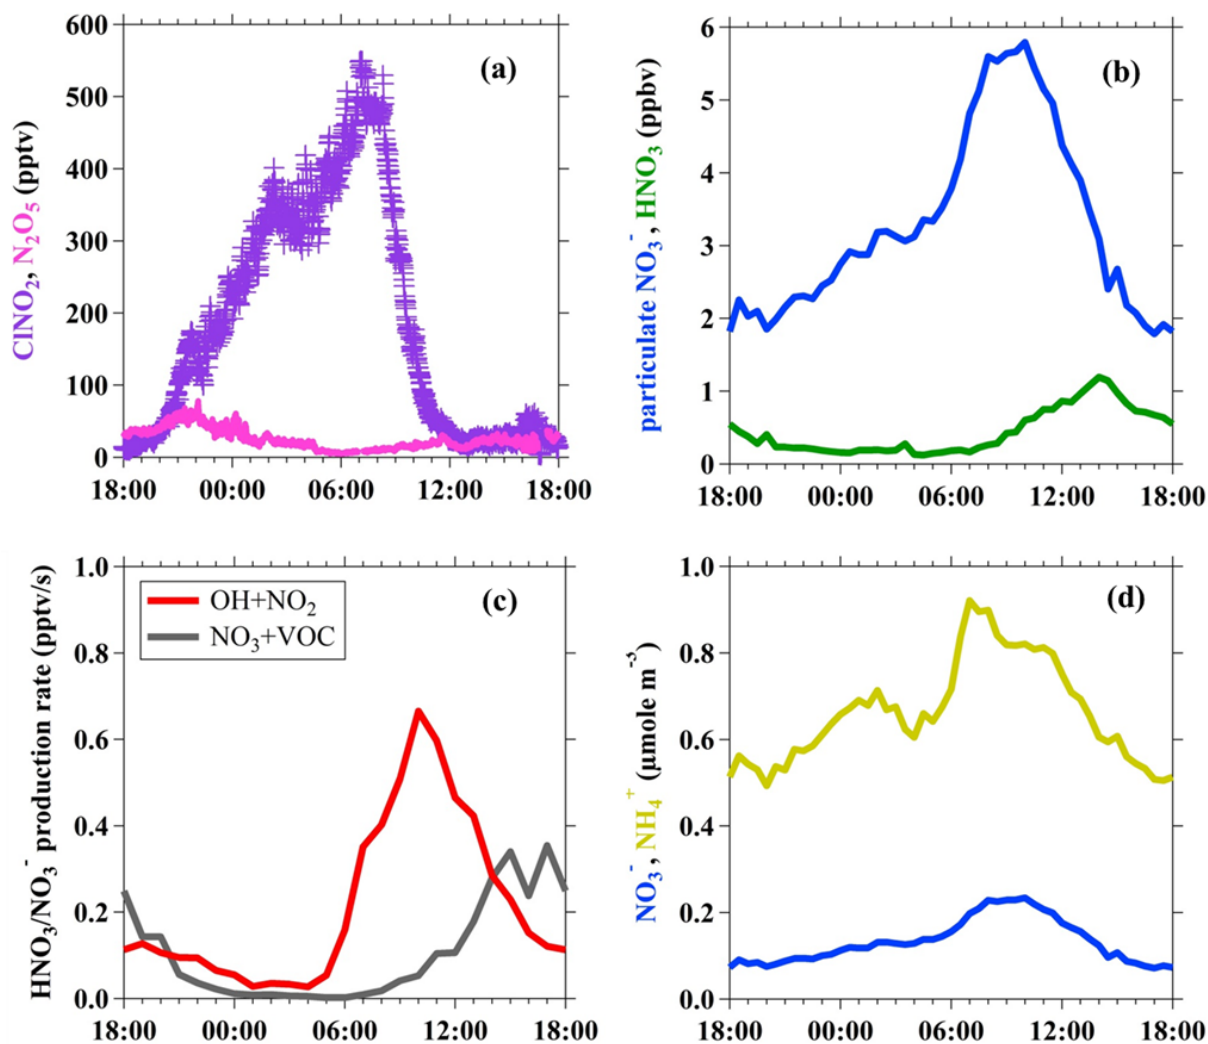 (a)
ClNO₂, N₂O₅ (pptv)
600
500
400
300
200
100
0
18:00 00:00 06:00 12:00 18:00
(b)
particulate NO₃⁻, HNO₃ (ppbv)
6
5
4
3
2
1
0
18:00 00:00 06:00 12:00 18:00
(c)
HNO₃/NO₃⁻ production rate (pptv/s)
OH+NO₂
NO₃+VOC
1.0
0.8
0.6
0.4
0.2
0.0
18:00 00:00 06:00 12:00 18:00
(d)
NO₃⁻, NH₄⁺ (μmole m⁻³)
1.0
0.8
0.6
0.4
0.2
0.0
18:00 00:00 06:00 12:00 18:00